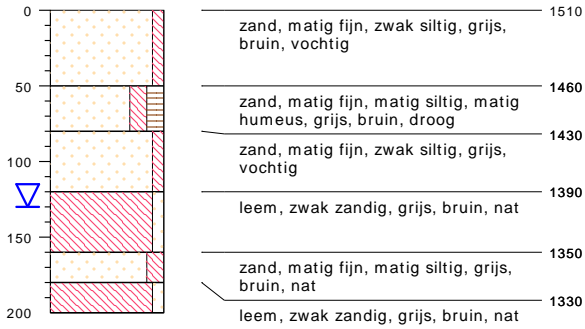 0
1510
zand, matig fijn, zwak siltig, grijs,
bruin, vochtig
50
1460
zand, matig fijn, matig siltig, matig
humeus, grijs, bruin, droog
1430
zand, matig fijn, zwak siltig, grijs,
vochtig
100
1390
leem, zwak zandig, grijs, bruin, nat
150
1350
zand, matig fijn, matig siltig, grijs,
bruin, nat
1330
leem, zwak zandig, grijs, bruin, nat
200